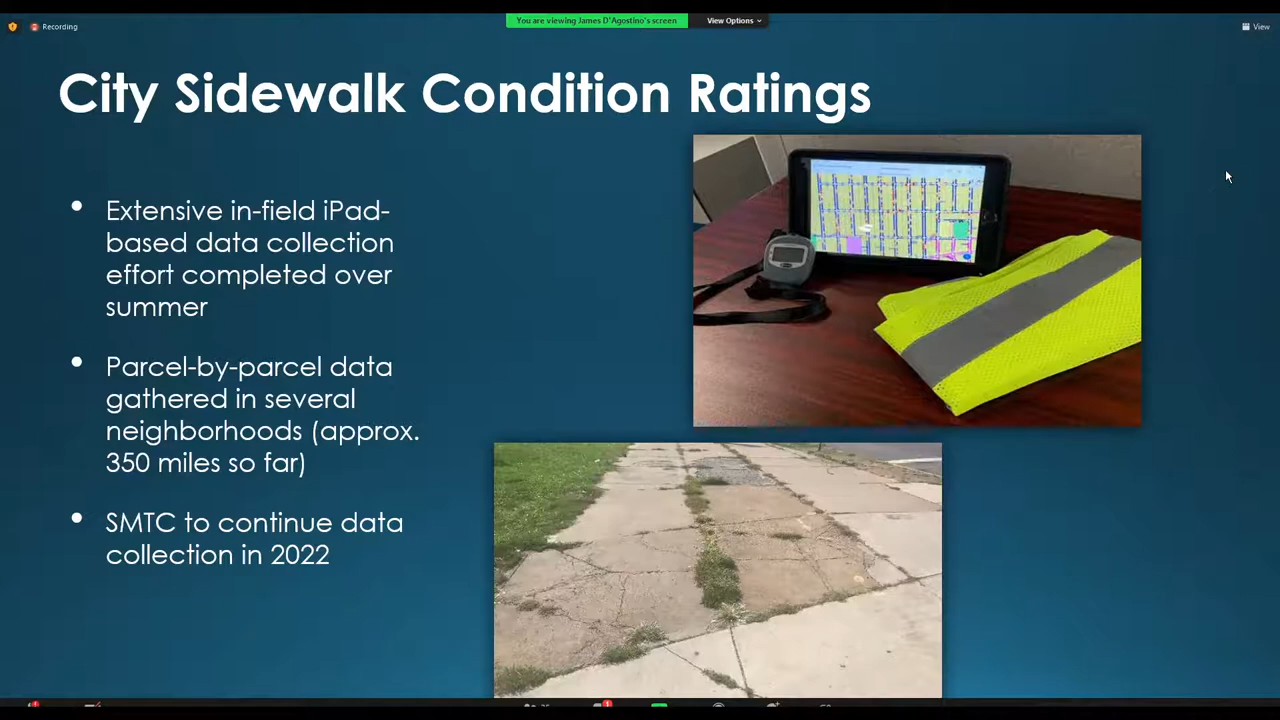 Recording
You are viewing James D'Agostino's screen
View Options
View
City Sidewalk Condition Ratings
• Extensive in-field iPad-
based data collection
effort completed over
summer
• Parcel-by-parcel data
gathered in several
neighborhoods (approx.
350 miles so far)
• SMTC to continue data
collection in 2022